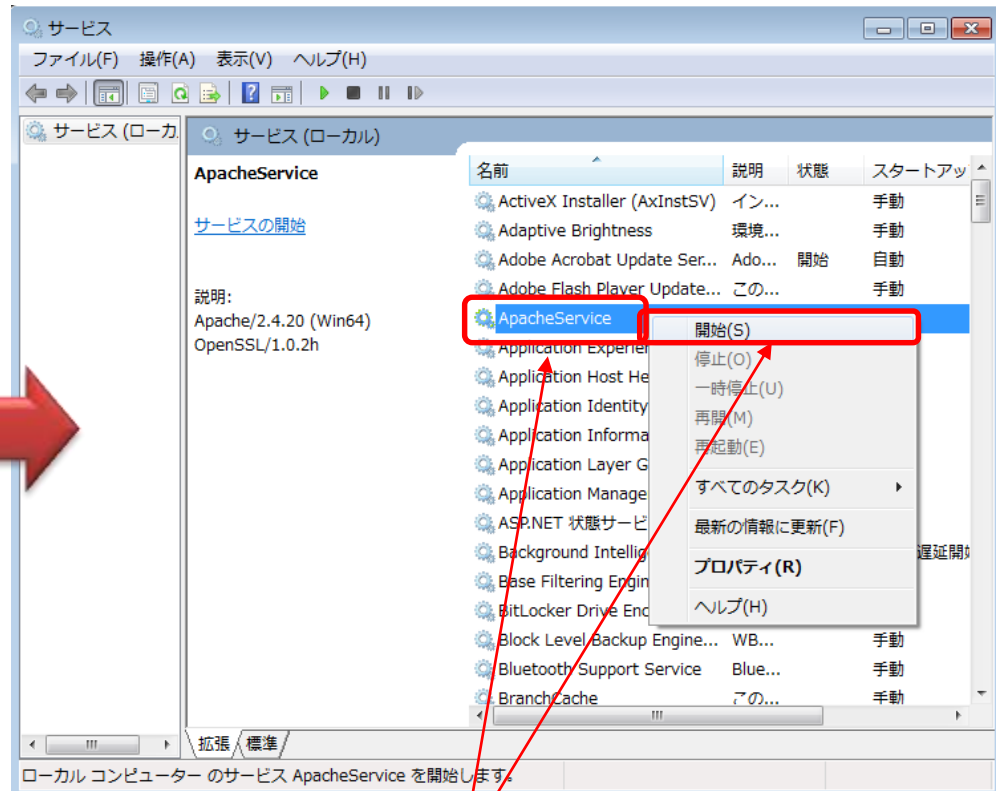 サービス
ファイル(F) 操作(A) 表示(V) ヘルプ(H)
サービス (ローカ
サービス (ローカル)
ApacheService
サービスの開始
説明:
Apache/2.4.20 (Win64)
OpenSSL/1.0.2h
名前 説明 状態 スタートアッ
ActiveX Installer (AxInstSV) イン... 手動
Adaptive Brightness 環境... 手動
Adobe Acrobat Update Ser... Ado... 開始 自動
Adobe Flash Player Update... この... 手動
ApacheService
Application Experien
Application Host He
Application Identity
Application Informa
Application Layer G
Application Manage
ASP.NET 状態サービ
Background Intellig 遅延開始
Base Filtering Engin
BitLocker Drive Enc
Block Level Backup Engine... WB... 手動
Bluetooth Support Service Blue... 手動
BranchCache この... 手動
開始(S)
停止(O)
一時停止(U)
再開(M)
再起動(E)
すべてのタスク(K)
最新の情報に更新(F)
プロパティ(R)
ヘルプ(H)
拡張 標準
ローカル コンピューター のサービス ApacheService を開始します。